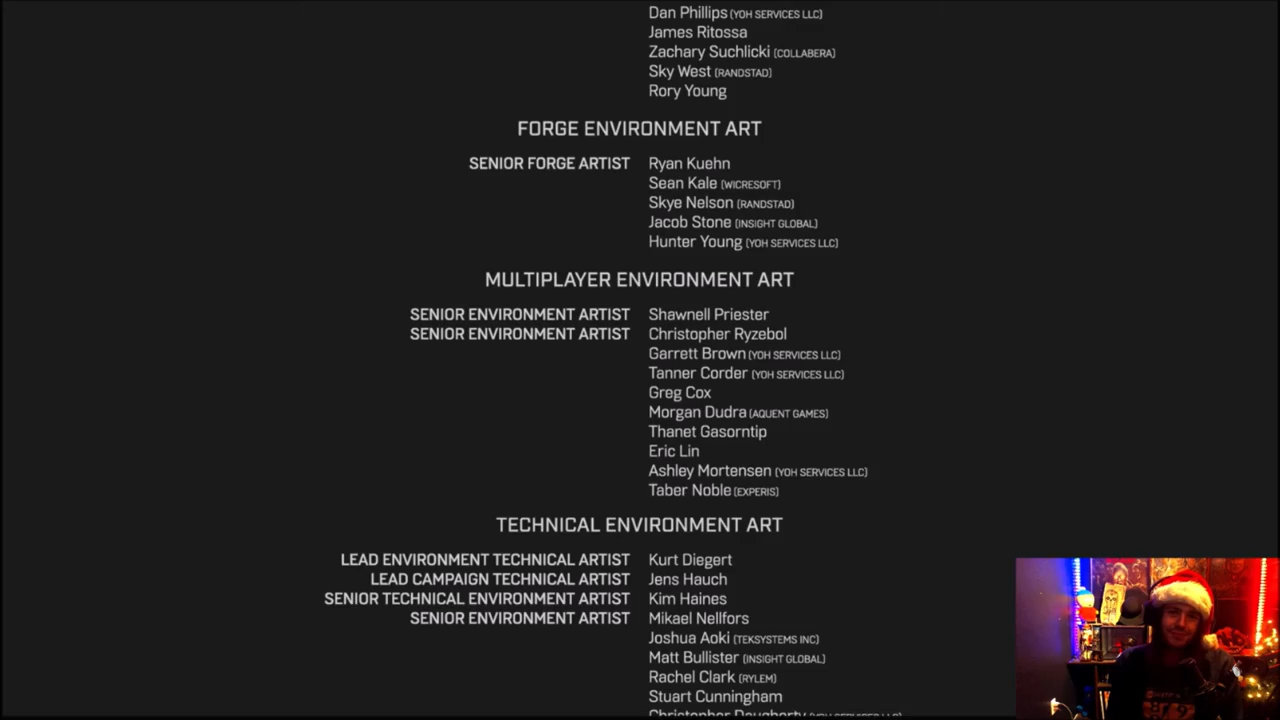 Dan Phillips (YOH SERVICES LLC)
James Ritossa
Zachary Suchlicki (COLLABERA)
Sky West (RANDSTAD)
Rory Young
FORGE ENVIRONMENT ART
SENIOR FORGE ARTIST Ryan Kuehn
Sean Kale (WICRESOFT)
Skye Nelson (RANDSTAD)
Jacob Stone (INSIGHT GLOBAL)
Hunter Young (YOH SERVICES LLC)
MULTIPLAYER ENVIRONMENT ART
SENIOR ENVIRONMENT ARTIST Shawnell Priester
SENIOR ENVIRONMENT ARTIST Christopher Ryzebol
Garrett Brown (YOH SERVICES LLC)
Tanner Corder (YOH SERVICES LLC)
Greg Cox
Morgan Dudra (AQUENT GAMES)
Thanet Gasorntip
Eric Lin
Ashley Mortensen (YOH SERVICES LLC)
Taber Noble (EXPERIS)
TECHNICAL ENVIRONMENT ART
LEAD ENVIRONMENT TECHNICAL ARTIST Kurt Diegert
LEAD CAMPAIGN TECHNICAL ARTIST Jens Hauch
SENIOR TECHNICAL ENVIRONMENT ARTIST Kim Haines
SENIOR ENVIRONMENT ARTIST Mikael Nellfors
Joshua Aoki (TEKSYSTEMS INC)
Matt Bullister (INSIGHT GLOBAL)
Rachel Clark (RYLEM)
Stuart Cunningham
Christopher Daugherty (YOH SERVICES LLC)